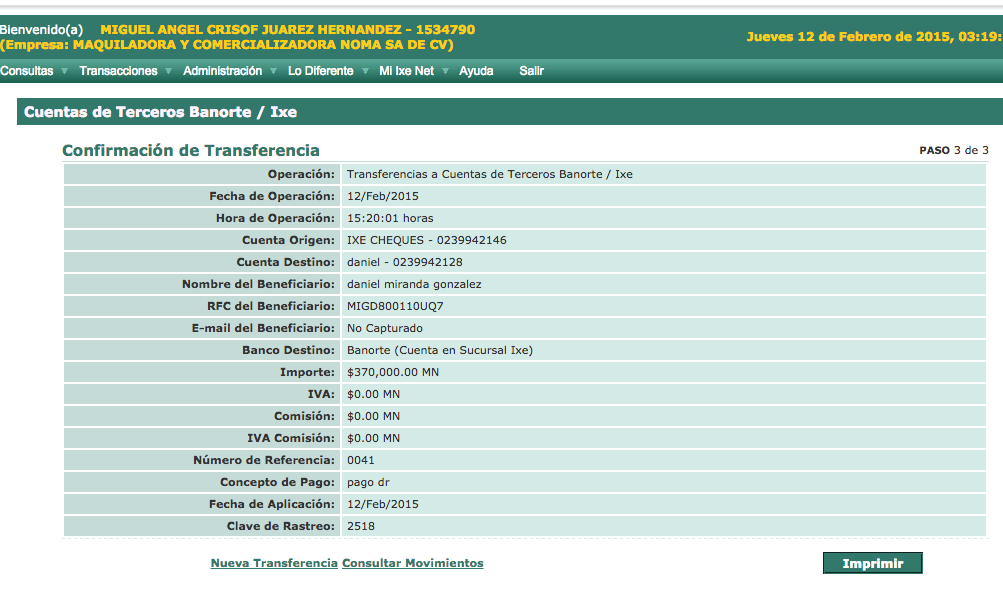 Bienvenido(a) MIGUEL ANGEL CRISOF JUAREZ HERNANDEZ - 1534790
(Empresa: MAQUILADORA Y COMERCIALIZADORA NOMA SA DE CV)
Jueves 12 de Febrero de 2015, 03:19:
Consultas Transacciones Administración Lo Diferente Mi Ixe Net Ayuda Salir
Cuentas de Terceros Banorte / Ixe
Confirmación de Transferencia PASO 3 de 3
Operación: Transferencias a Cuentas de Terceros Banorte / Ixe
Fecha de Operación: 12/Feb/2015
Hora de Operación: 15:20:01 horas
Cuenta Origen: IXE CHEQUES - 0239942146
Cuenta Destino: daniel - 0239942128
Nombre del Beneficiario: daniel miranda gonzalez
RFC del Beneficiario: MIGD800110UQ7
E-mail del Beneficiario: No Capturado
Banco Destino: Banorte (Cuenta en Sucursal Ixe)
Importe: $370,000.00 MN
IVA: $0.00 MN
Comisión: $0.00 MN
IVA Comisión: $0.00 MN
Número de Referencia: 0041
Concepto de Pago: pago dr
Fecha de Aplicación: 12/Feb/2015
Clave de Rastreo: 2518
Nueva Transferencia Consultar Movimientos Imprimir